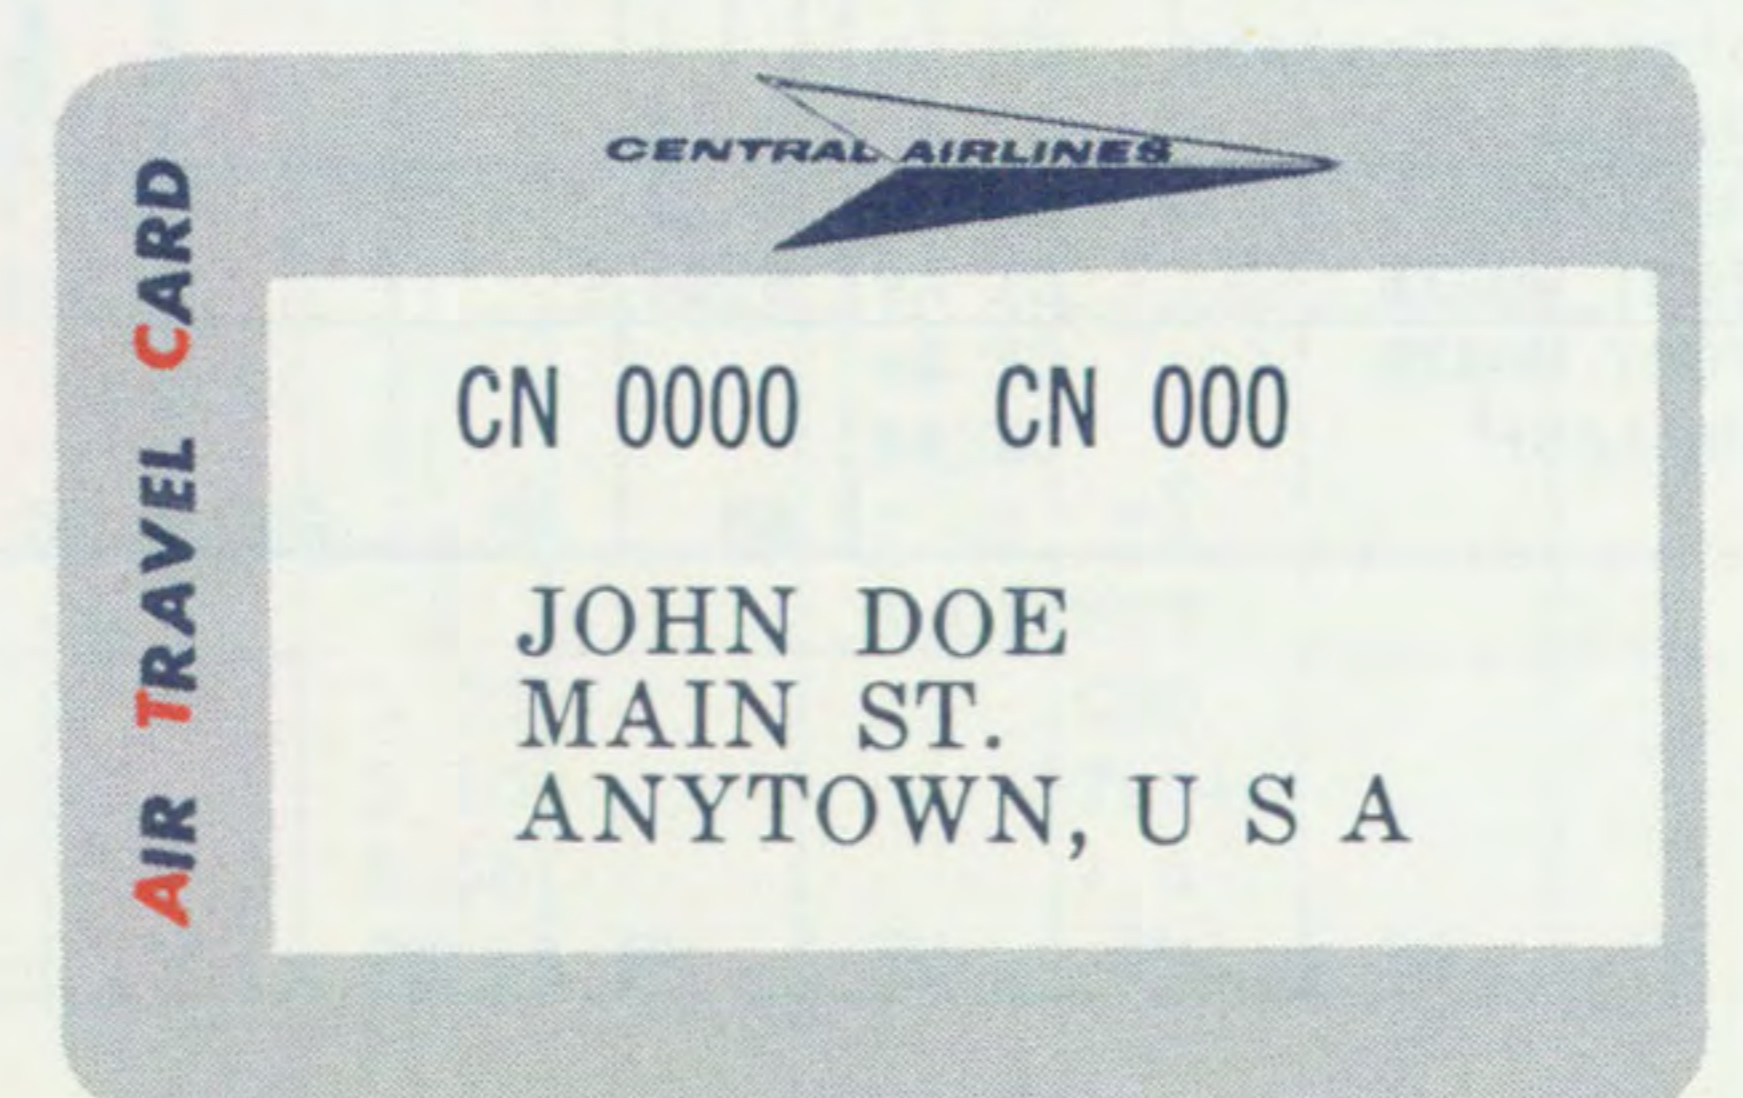 CENTRAL AIRLINES
AIR TRAVEL CARD
CN 0000 CN 000
JOHN DOE
MAIN ST.
ANYTOWN, U S A